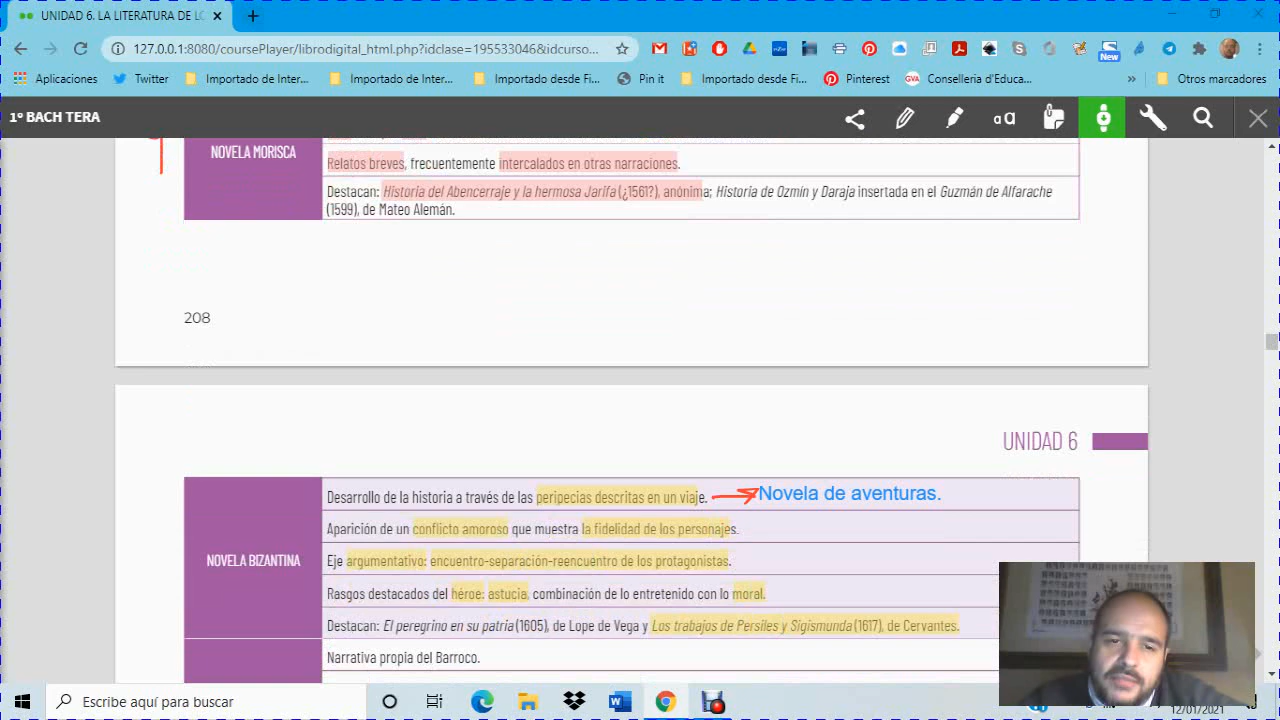 UNIDAD 6. LA LITERATURA DE LO
127.0.0.1:8080/coursePlayer/librodigital_html.php?idclase=195533046&idcurso...
New
Aplicaciones Twitter Importado de Inter... Importado de Inter... Importado desde Fi... Pin it Importado desde Fi... Pinterest GVA Conselleria d'Educa... » Otros marcadores
1º BACH TERA
aa
NOVELA MORISCA
Relatos breves, frecuentemente intercalados en otras narraciones.
Destacan: Historia del Abencerraje y la hermosa Jarifa (¿1561?), anónima; Historia de Ozmín y Daraja insertada en el Guzmán de Alfarache
(1599), de Mateo Alemán.
208
UNIDAD 6
Desarrollo de la historia a través de las peripecias descritas en un viaje. Novela de aventuras.
Aparición de un conflicto amoroso que muestra la fidelidad de los personajes.
NOVELA BIZANTINA
Eje argumentativo: encuentro-separación-reencuentro de los protagonistas.
Rasgos destacados del héroe: astucia, combinación de lo entretenido con lo moral.
Destacan: El peregrino en su patria (1605), de Lope de Vega y Los trabajos de Persiles y Sigismunda (1617), de Cervantes.
Narrativa propia del Barroco.
Escribe aquí para buscar
12/01/2021